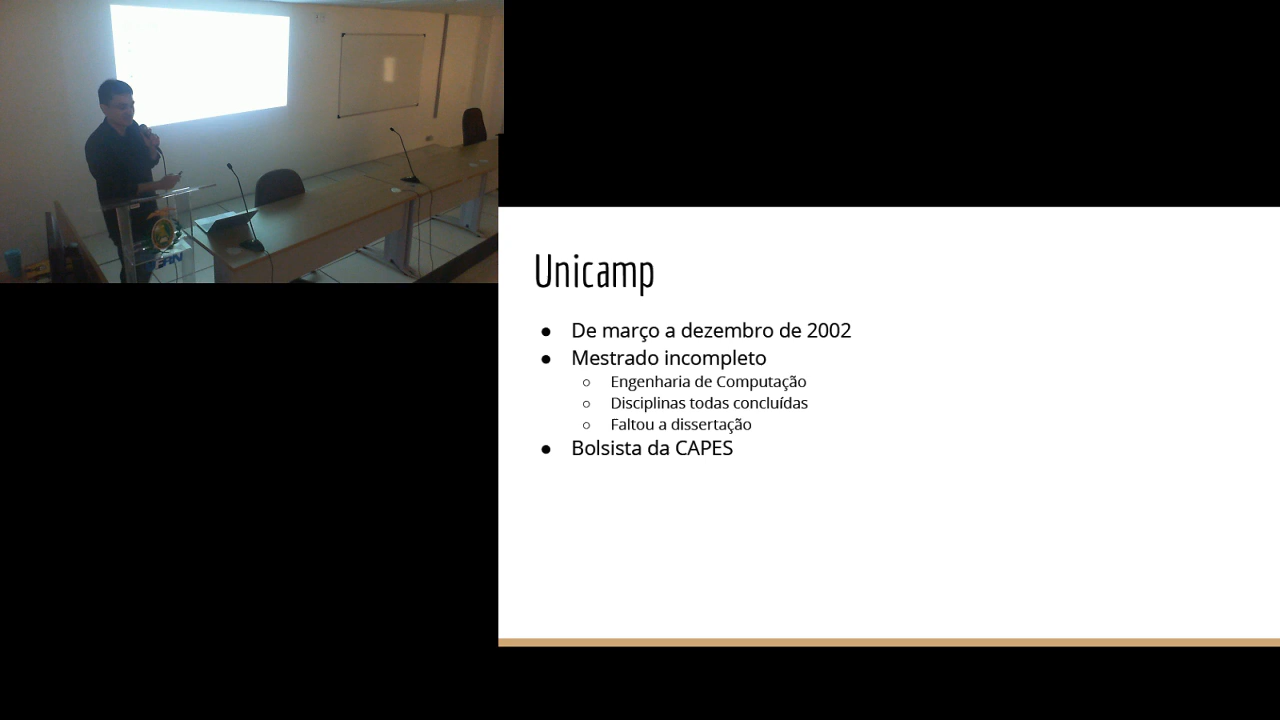 Unicamp
● De março a dezembro de 2002
● Mestrado incompleto
○ Engenharia de Computação
○ Disciplinas todas concluídas
○ Faltou a dissertação
● Bolsista da CAPES